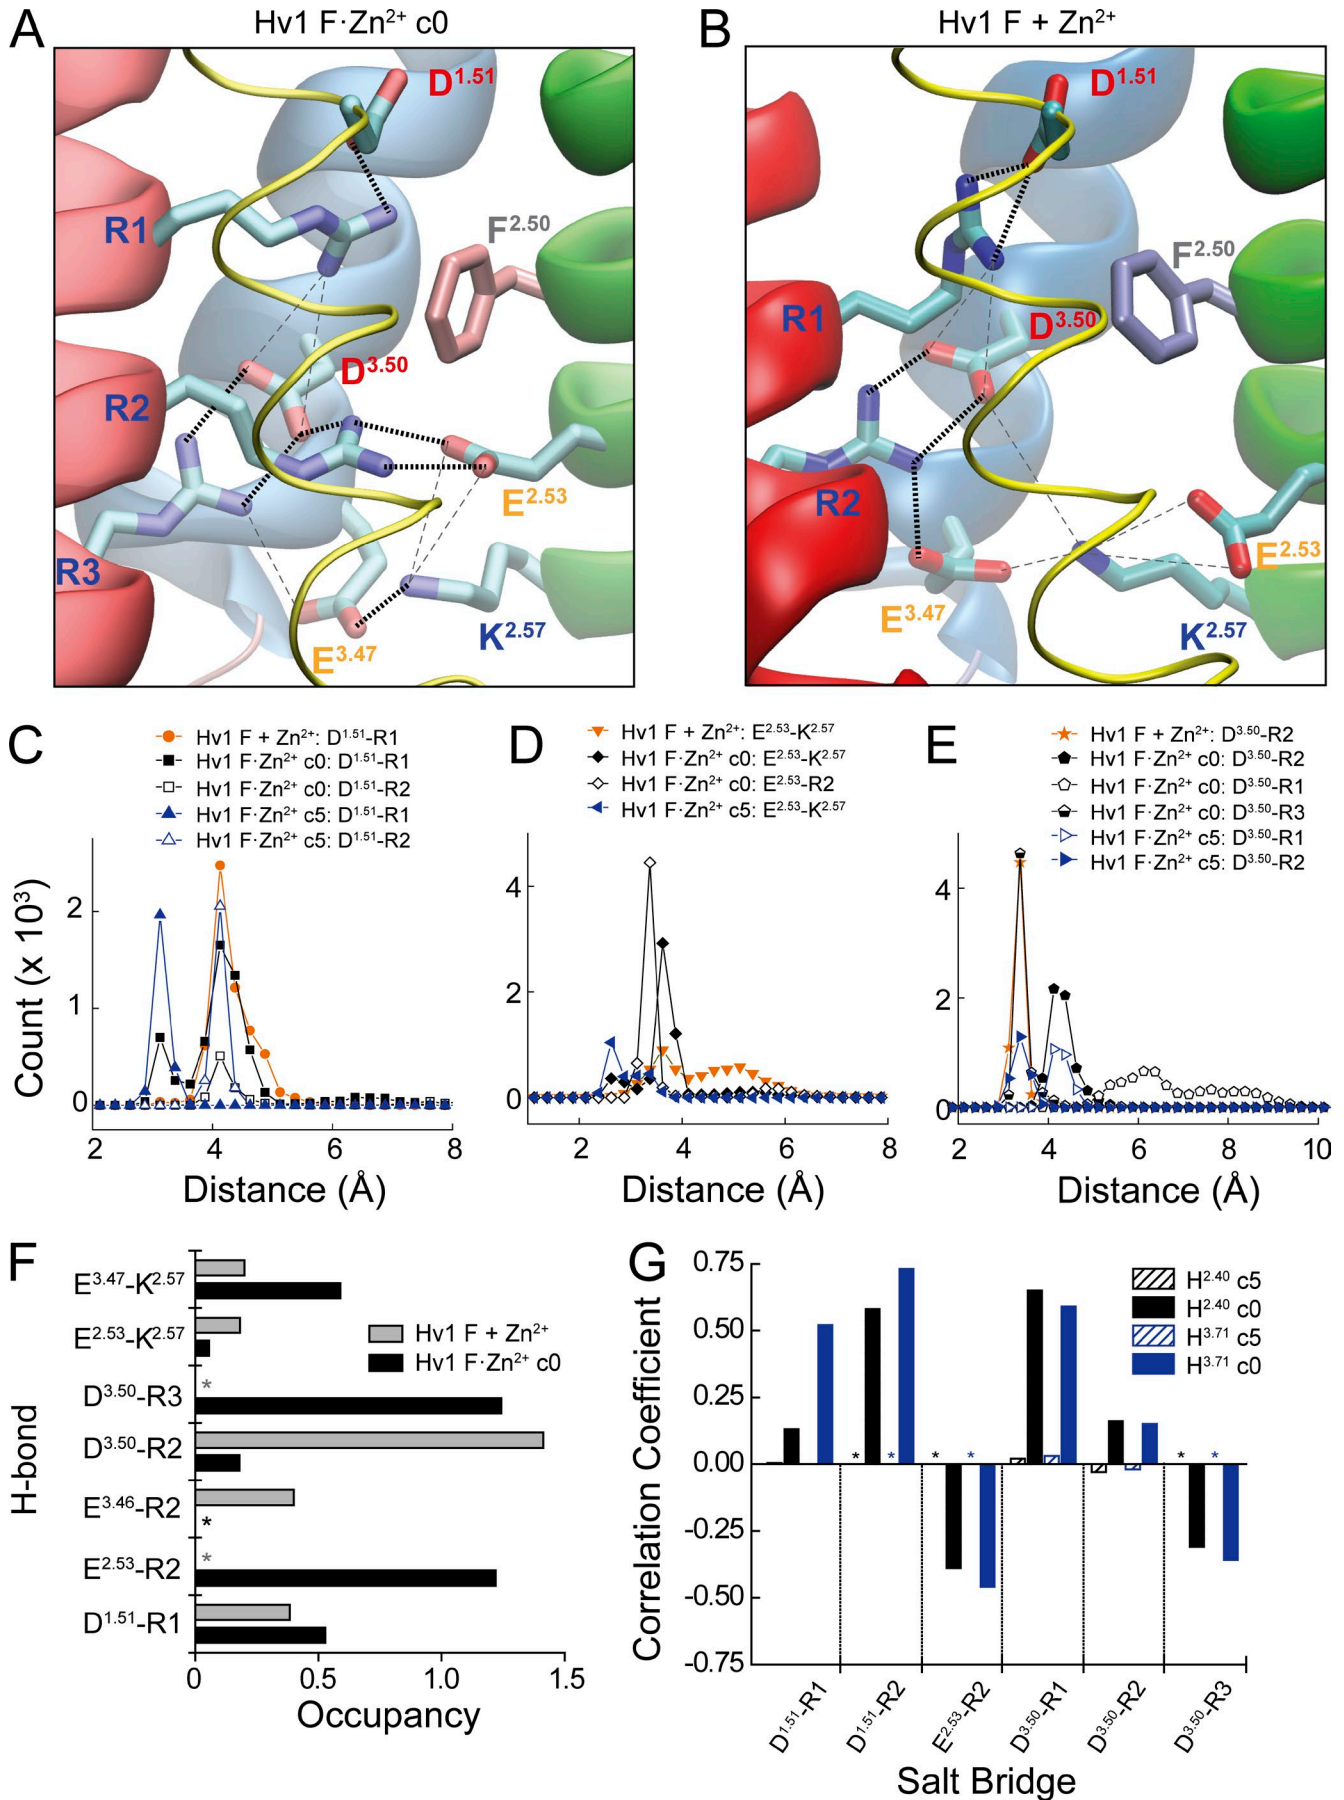 A
Hv1 F·Zn²⁺ c0
D¹·⁵¹
R1
F²·⁵⁰
D³·⁵⁰
R2
E²·⁵³
R3
K²·⁵⁷
E³·⁴⁷
B
Hv1 F + Zn²⁺
D¹·⁵¹
F²·⁵⁰
R1
D³·⁵⁰
R2
E²·⁵³
E³·⁴⁷
K²·⁵⁷
C
Hv1 F + Zn²⁺: D¹·⁵¹-R1
Hv1 F·Zn²⁺ c0: D¹·⁵¹-R1
Hv1 F·Zn²⁺ c0: D¹·⁵¹-R2
Hv1 F·Zn²⁺ c5: D¹·⁵¹-R1
Hv1 F·Zn²⁺ c5: D¹·⁵¹-R2
Count (x 10³)
2
1
0
2 4 6 8
Distance (Å)
D
Hv1 F + Zn²⁺: E²·⁵³-K²·⁵⁷
Hv1 F·Zn²⁺ c0: E²·⁵³-K²·⁵⁷
Hv1 F·Zn²⁺ c0: E²·⁵³-R2
Hv1 F·Zn²⁺ c5: E²·⁵³-K²·⁵⁷
4
2
0
2 4 6 8
Distance (Å)
E
Hv1 F + Zn²⁺: D³·⁵⁰-R2
Hv1 F·Zn²⁺ c0: D³·⁵⁰-R2
Hv1 F·Zn²⁺ c0: D³·⁵⁰-R1
Hv1 F·Zn²⁺ c0: D³·⁵⁰-R3
Hv1 F·Zn²⁺ c5: D³·⁵⁰-R1
Hv1 F·Zn²⁺ c5: D³·⁵⁰-R2
4
2
0
2 4 6 8 10
Distance (Å)
F
H-bond
E³·⁴⁷-K²·⁵⁷
E²·⁵³-K²·⁵⁷
D³·⁵⁰-R3
*
D³·⁵⁰-R2
E³·⁴⁶-R2
*
E²·⁵³-R2
*
D¹·⁵¹-R1
Hv1 F + Zn²⁺
Hv1 F·Zn²⁺ c0
0 0.5 1.0 1.5
Occupancy
G
Correlation Coefficient
0.75
0.50
0.25
0.00
-0.25
-0.50
-0.75
H²·⁴⁰ c5
H²·⁴⁰ c0
H³·⁷¹ c5
H³·⁷¹ c0
* * * * * *
D¹·⁵¹-R1
D¹·⁵¹-R2
E²·⁵³-R2
D³·⁵⁰-R1
D³·⁵⁰-R2
D³·⁵⁰-R3
Salt Bridge